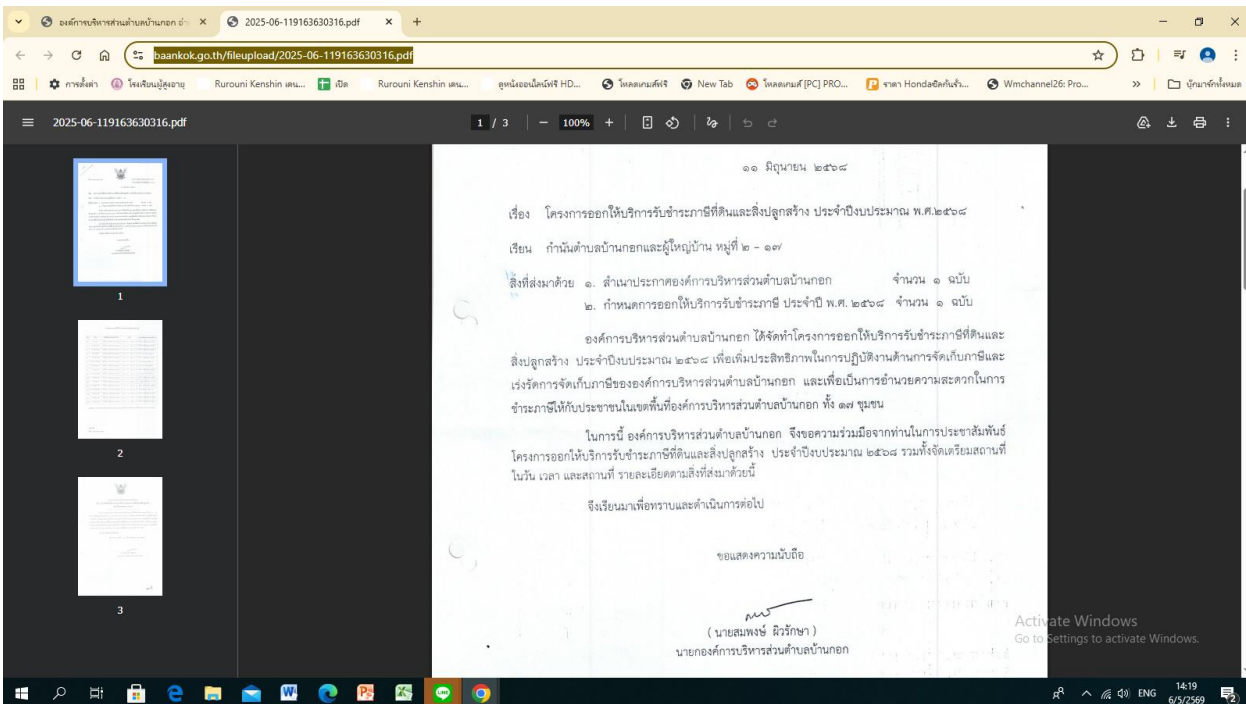 องค์การบริหารส่วนตำบลบ้านกอก อำ
2025-06-119163630316.pdf
baankok.go.th/fileupload/2025-06-119163630316.pdf
การตั้งค่า
โรงเรียนผู้สูงอายุ
Rurouni Kenshin เคน...
เปิด
Rurouni Kenshin เคน...
ดูหนังออนไลน์ฟรี HD...
โหลดเกมส์ฟรี
New Tab
โหลดเกมส์ [PC] PRO...
ราคา Hondaซีลกันรั่ว...
Wmchannel26: Pro...
บุ๊กมาร์กทั้งหมด
2025-06-119163630316.pdf
1 / 3
100%
1
2
3
๑๑ มิถุนายน ๒๕๖๘
เรื่อง โครงการออกให้บริการรับชำระภาษีที่ดินและสิ่งปลูกสร้าง ประจำปีงบประมาณ พ.ศ.๒๕๖๘
เรียน กำนันตำบลบ้านกอกและผู้ใหญ่บ้าน หมู่ที่ ๒ - ๑๗
สิ่งที่ส่งมาด้วย ๑. สำเนาประกาศองค์การบริหารส่วนตำบลบ้านกอก จำนวน ๑ ฉบับ
๒. กำหนดการออกให้บริการรับชำระภาษี ประจำปี พ.ศ. ๒๕๖๘ จำนวน ๑ ฉบับ
องค์การบริหารส่วนตำบลบ้านกอก ได้จัดทำโครงการออกให้บริการรับชำระภาษีที่ดินและ
สิ่งปลูกสร้าง ประจำปีงบประมาณ ๒๕๖๘ เพื่อเพิ่มประสิทธิภาพในการปฏิบัติงานด้านการจัดเก็บภาษีและ
เร่งรัดการจัดเก็บภาษีขององค์การบริหารส่วนตำบลบ้านกอก และเพื่อเป็นการอำนวยความสะดวกในการ
ชำระภาษีให้กับประชาชนในเขตพื้นที่องค์การบริหารส่วนตำบลบ้านกอก ทั้ง ๑๗ ชุมชน
ในการนี้ องค์การบริหารส่วนตำบลบ้านกอก จึงขอความร่วมมือจากท่านในการประชาสัมพันธ์
โครงการออกให้บริการรับชำระภาษีที่ดินและสิ่งปลูกสร้าง ประจำปีงบประมาณ ๒๕๖๘ รวมทั้งจัดเตรียมสถานที่
ในวัน เวลา และสถานที่ รายละเอียดตามสิ่งที่ส่งมาด้วยนี้
จึงเรียนมาเพื่อทราบและดำเนินการต่อไป
ขอแสดงความนับถือ
( นายสมพงษ์ ผิวรักษา )
นายกองค์การบริหารส่วนตำบลบ้านกอก
Activate Windows
Go to Settings to activate Windows.
ENG
14:19
6/5/2569